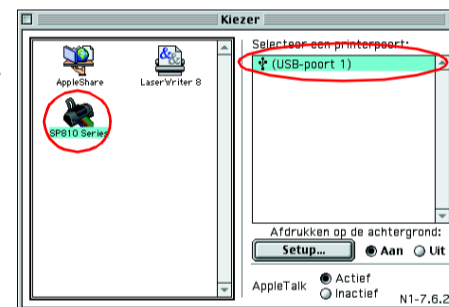 Kiezer
AppleShare
LaserWriter 8
SP810 Series
Selecteer een printerpoort:
(USB-poort 1)
Afdrukken op de achtergrond:
Setup... Aan Uit
AppleTalk Actief
Inactief N1-7.6.2